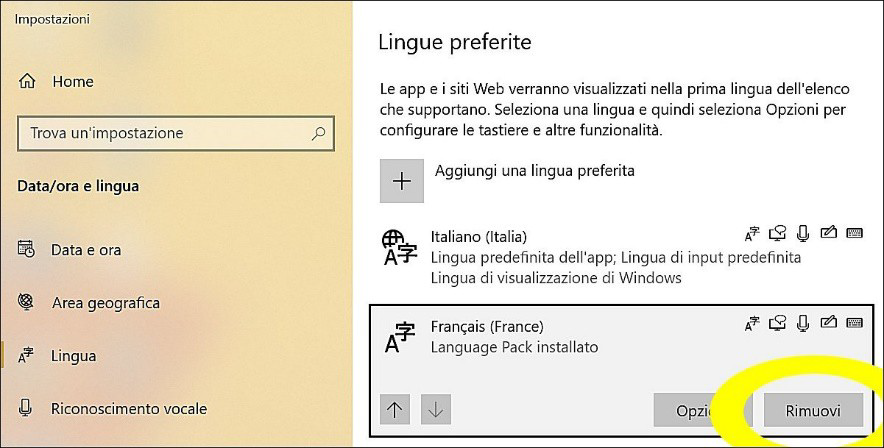 Impostazioni
Home
Trova un'impostazione
Data/ora e lingua
Data e ora
Area geografica
Lingua
Riconoscimento vocale
Lingue preferite
Le app e i siti Web verranno visualizzati nella prima lingua dell'elenco
che supportano. Seleziona una lingua e quindi seleziona Opzioni per
configurare le tastiere e altre funzionalità.
Aggiungi una lingua preferita
Italiano (Italia)
Lingua predefinita dell'app; Lingua di input predefinita
Lingua di visualizzazione di Windows
Français (France)
Language Pack installato
Rimuovi